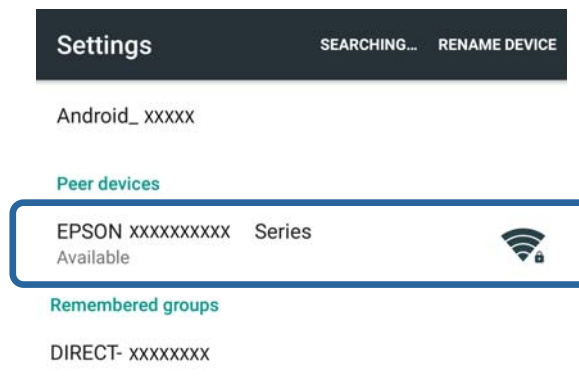 Settings SEARCHING... RENAME DEVICE
Android_ xxxxx
Peer devices
EPSON xxxxxxxxxx Series
Available
Remembered groups
DIRECT- xxxxxxxx